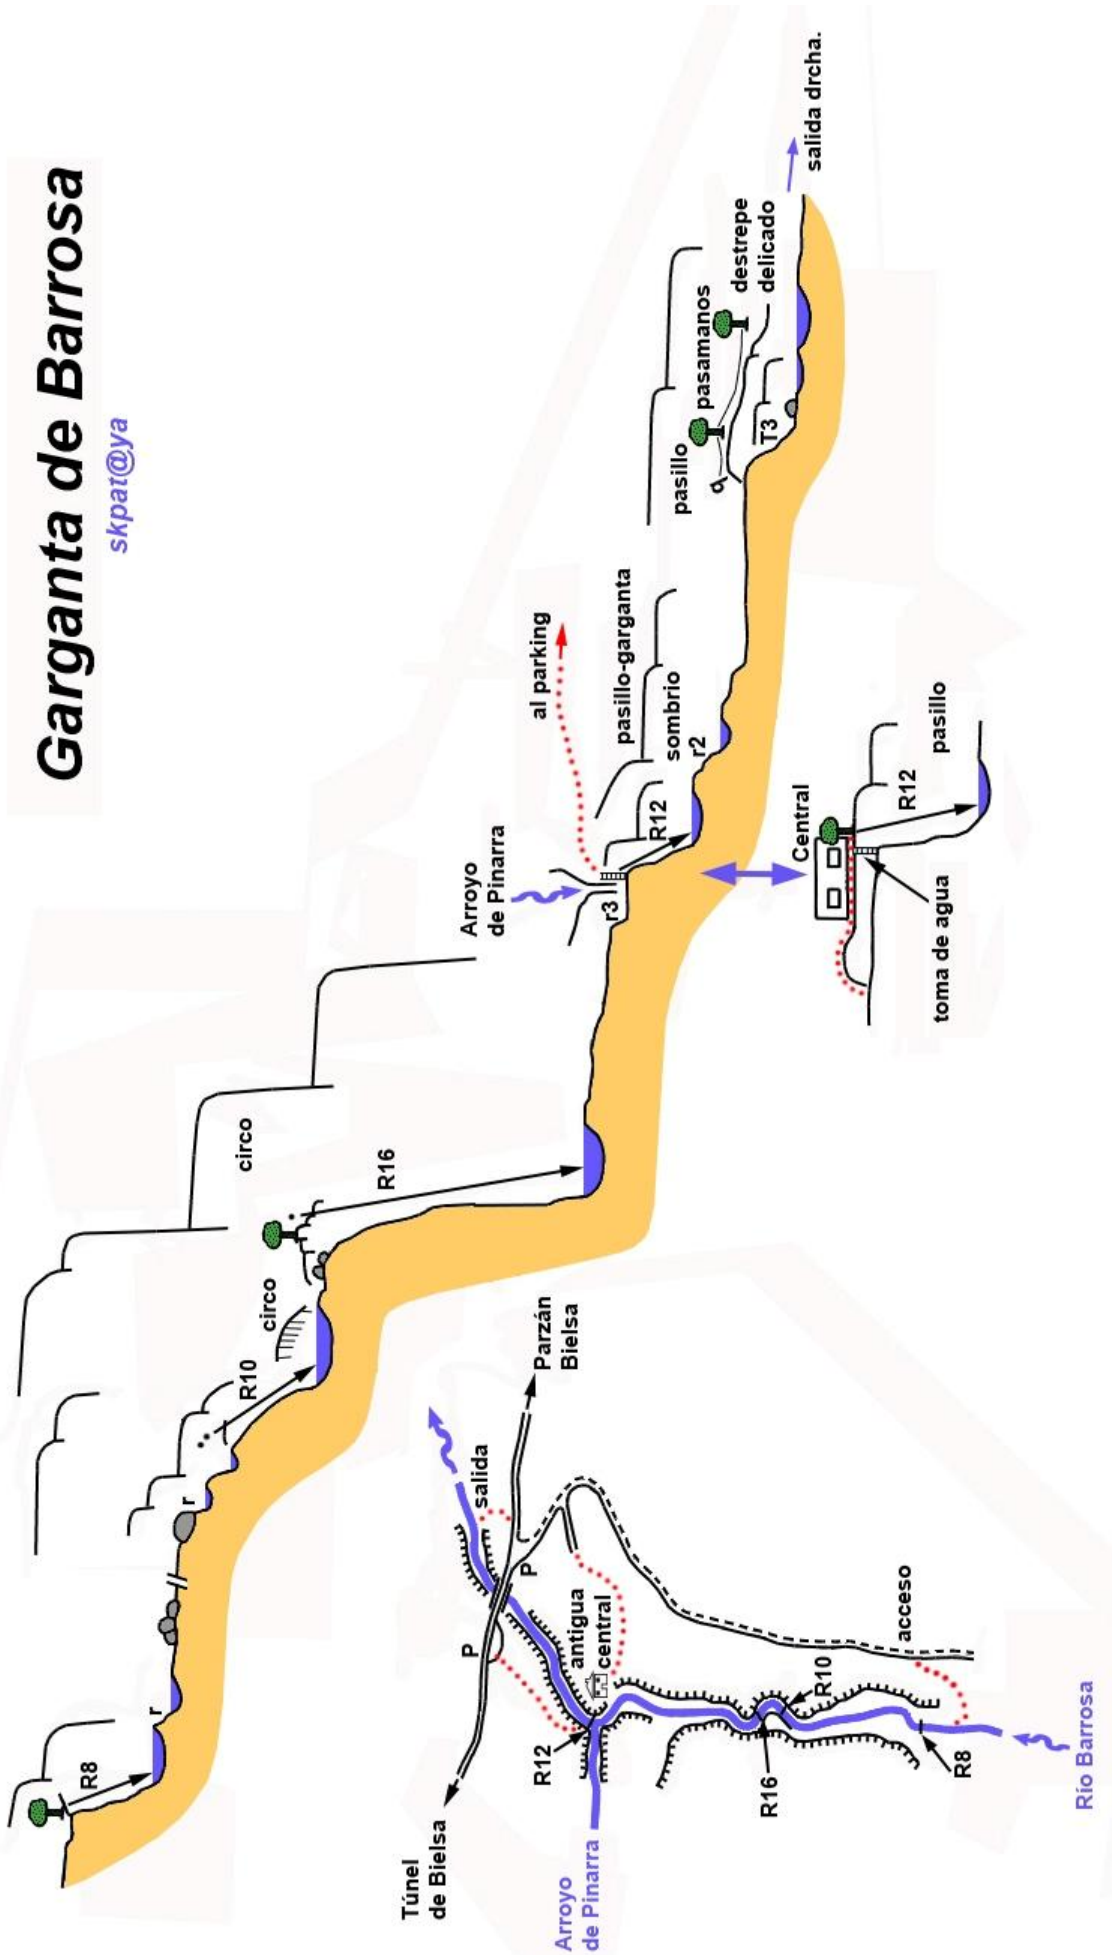 Garganta de Barrosa
skpat@ya
R8
r
r
R10
circo
circo
R16
Arroyo
de Pinarra
r3
al parking
R12
pasillo-garganta
sombrio
r2
pasillo
pasamanos
destrepe
delicado
T3
salida drcha.
Central
R12
pasillo
toma de agua
Túnel
de Bielsa
P
P
salida
Parzán
Bielsa
antigua
central
R12
Arroyo
de Pinarra
R16
R10
acceso
R8
Río Barrosa